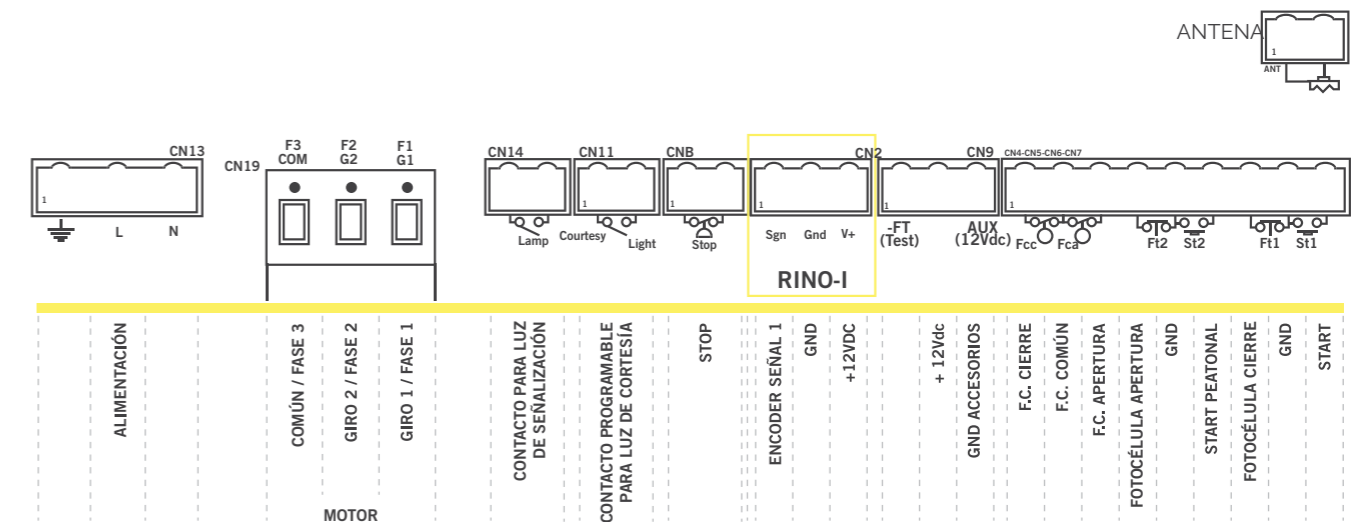 ANTENA
1
ANT
CN13
1
L
N
CN19
F3
COM
F2
G2
F1
G1
CN14
Lamp
CN11
1
Courtesy
Light
CNB
1
Stop
CN2
1
Sgn
Gnd
V+
RINO-I
CN9
1
-FT
(Test)
AUX
(12Vdc)
CN4-CN5-CN6-CN7
1
Fcc
Fca
Ft2
St2
Ft1
St1
ALIMENTACIÓN
COMÚN / FASE 3
GIRO 2 / FASE 2
GIRO 1 / FASE 1
MOTOR
CONTACTO PARA LUZ
DE SEÑALIZACIÓN
CONTACTO PROGRAMABLE
PARA LUZ DE CORTESÍA
STOP
ENCODER SEÑAL 1
GND
+12VDC
+ 12Vdc
GND ACCESORIOS
F.C. CIERRE
F.C. COMÚN
F.C. APERTURA
FOTOCÉLULA APERTURA
GND
START PEATONAL
FOTOCÉLULA CIERRE
GND
START